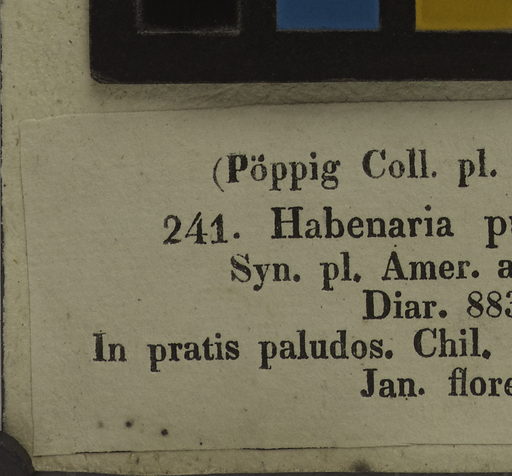 (Pöppig Coll. pl.
241. Habenaria
Syn. pl. Amer.
Diar.
In pratis paludos. Chil.
Jan.